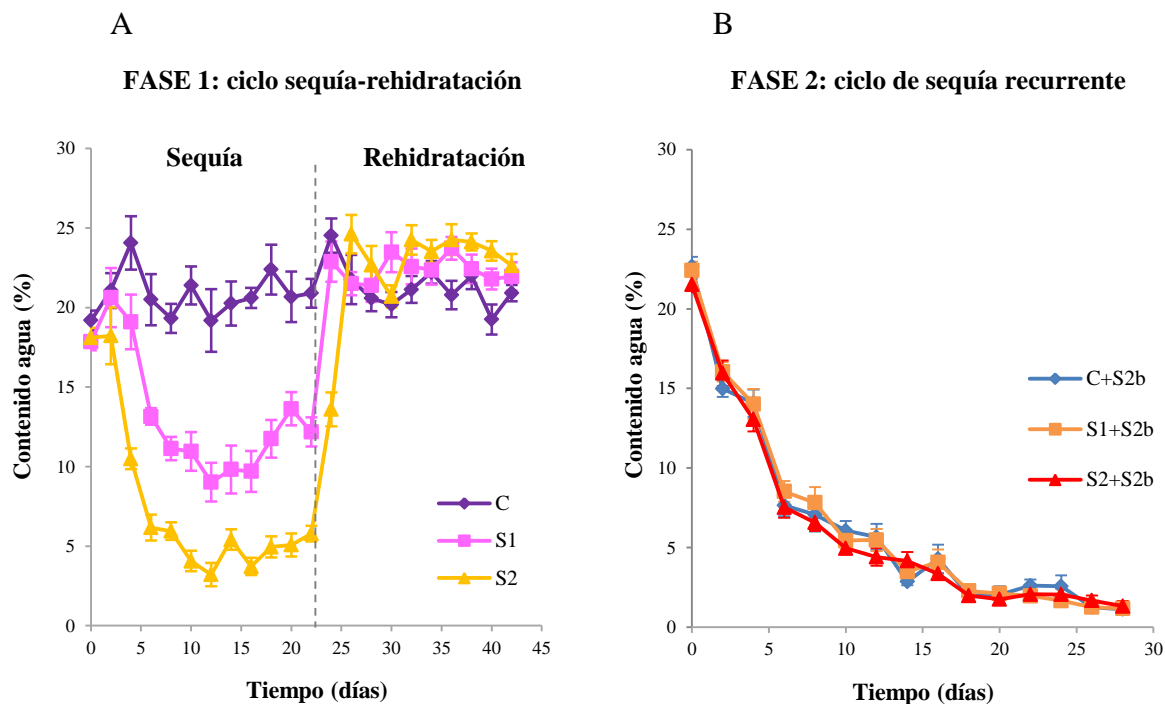 A
B
FASE 1: ciclo sequía-rehidratación
FASE 2: ciclo de sequía recurrente
Sequía
Rehidratación
Contenido agua (%)
30
25
20
15
10
5
0
0 5 10 15 20 25 30 35 40 45
Tiempo (días)
C
S1
S2
Contenido agua (%)
30
25
20
15
10
5
0
0 5 10 15 20 25 30
Tiempo (días)
C+S2b
S1+S2b
S2+S2b